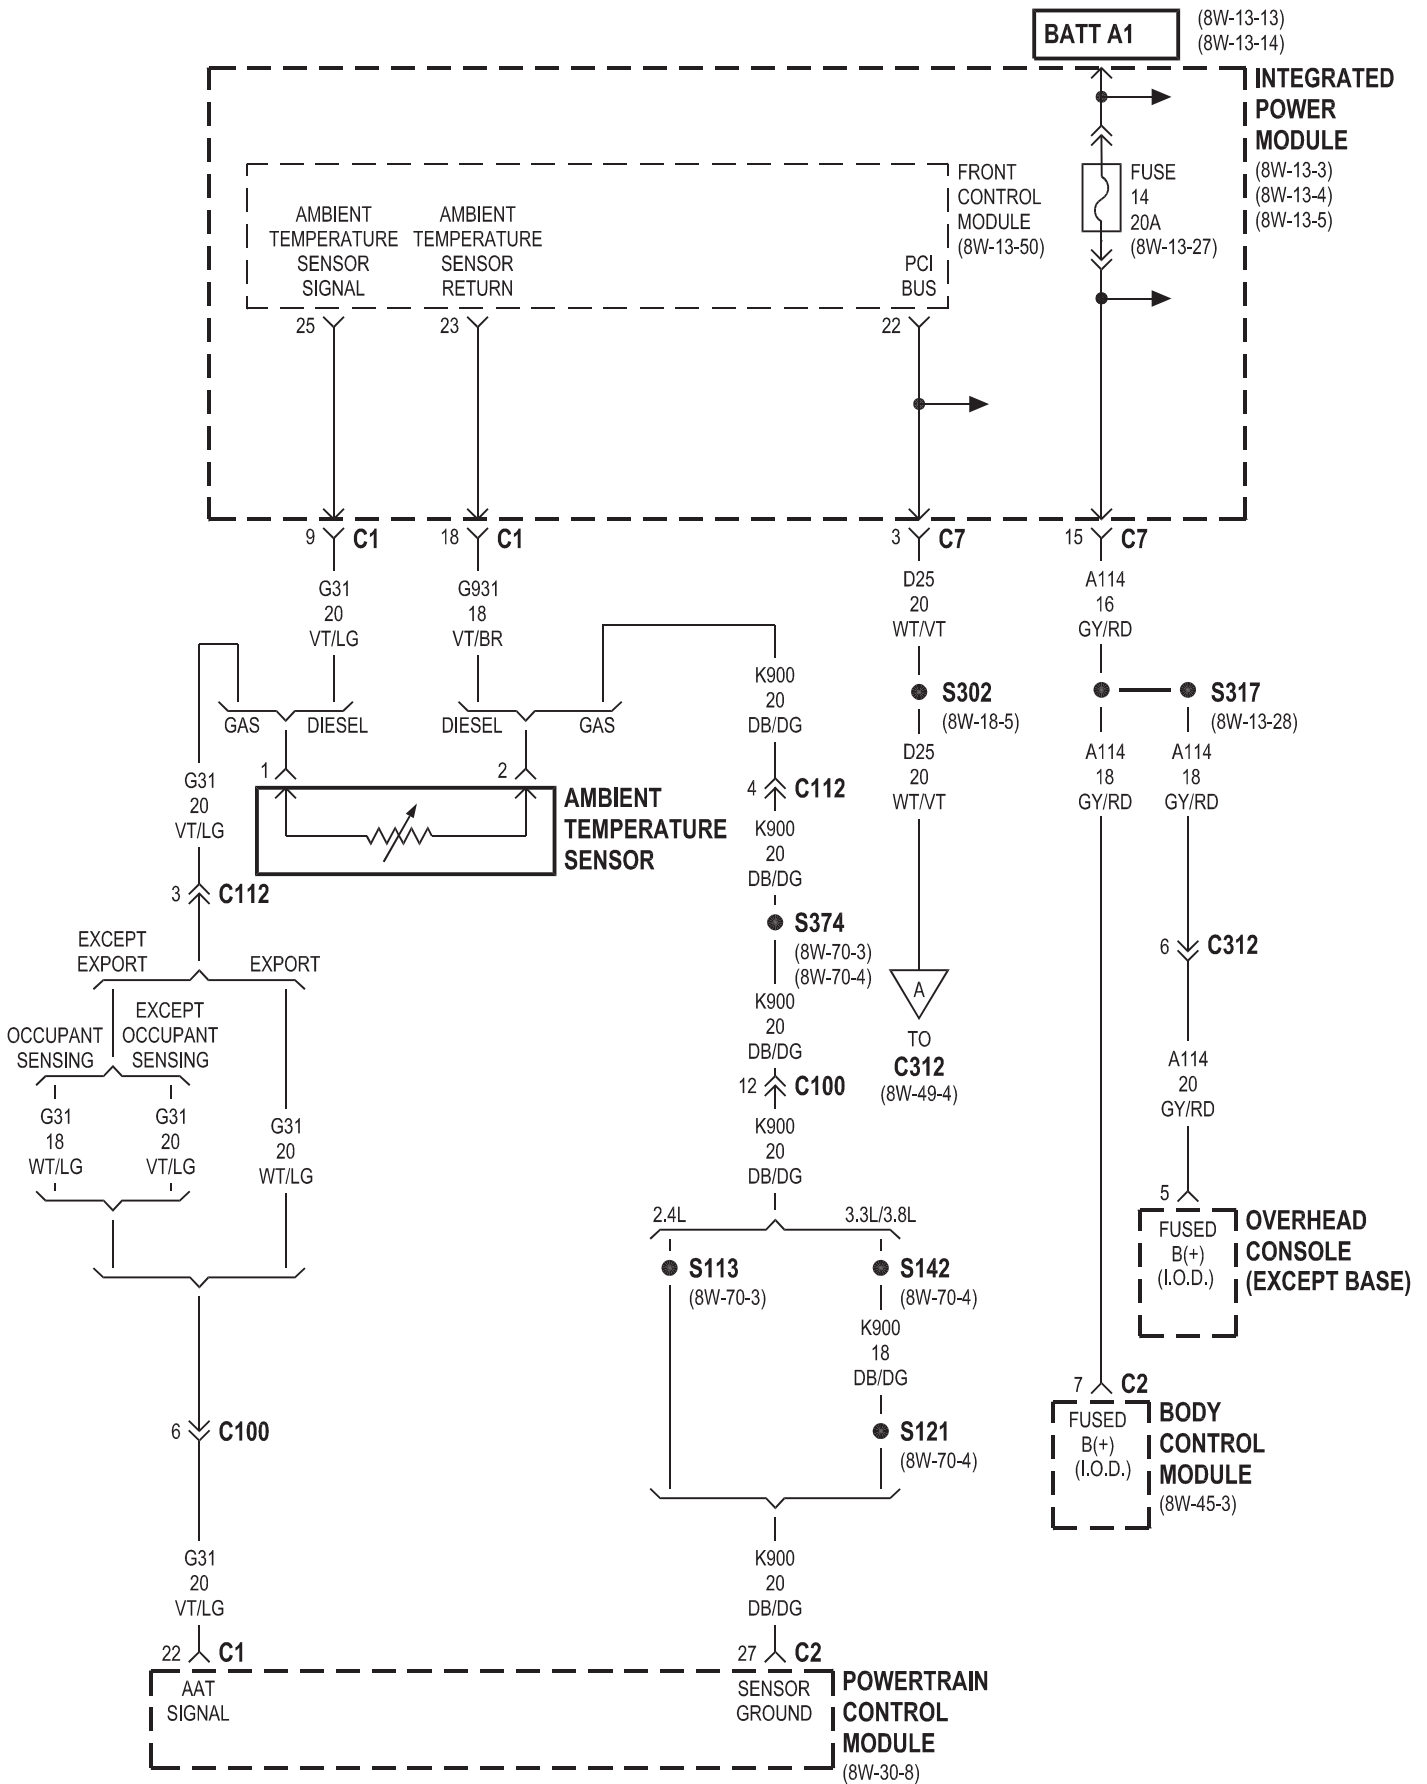 BATT A1
(8W-13-13)
(8W-13-14)
INTEGRATED
POWER
MODULE
(8W-13-3)
(8W-13-4)
(8W-13-5)
FRONT
CONTROL
MODULE
(8W-13-50)
FUSE
14
20A
(8W-13-27)
AMBIENT
TEMPERATURE
SENSOR
SIGNAL
AMBIENT
TEMPERATURE
SENSOR
RETURN
PCI
BUS
25
23
22
9
C1
18
C1
3
C7
15
C7
G31
20
VT/LG
G931
18
VT/BR
D25
20
WT/VT
A114
16
GY/RD
K900
20
DB/DG
S302
(8W-18-5)
S317
(8W-13-28)
GAS
DIESEL
DIESEL
GAS
D25
20
WT/VT
A114
18
GY/RD
A114
18
GY/RD
1
2
G31
20
VT/LG
AMBIENT
TEMPERATURE
SENSOR
4
C112
K900
20
DB/DG
3
C112
S374
(8W-70-3)
(8W-70-4)
6
C312
EXCEPT
EXPORT
EXPORT
K900
20
DB/DG
A
TO
C312
(8W-49-4)
OCCUPANT
SENSING
EXCEPT
OCCUPANT
SENSING
A114
20
GY/RD
12
C100
G31
18
WT/LG
G31
20
VT/LG
G31
20
WT/LG
K900
20
DB/DG
5
2.4L
3.3L/3.8L
FUSED
B(+)
(I.O.D.)
OVERHEAD
CONSOLE
(EXCEPT BASE)
S113
(8W-70-3)
S142
(8W-70-4)
K900
18
DB/DG
7
C2
6
C100
S121
(8W-70-4)
FUSED
B(+)
(I.O.D.)
BODY
CONTROL
MODULE
(8W-45-3)
G31
20
VT/LG
K900
20
DB/DG
22
C1
27
C2
AAT
SIGNAL
SENSOR
GROUND
POWERTRAIN
CONTROL
MODULE
(8W-30-8)